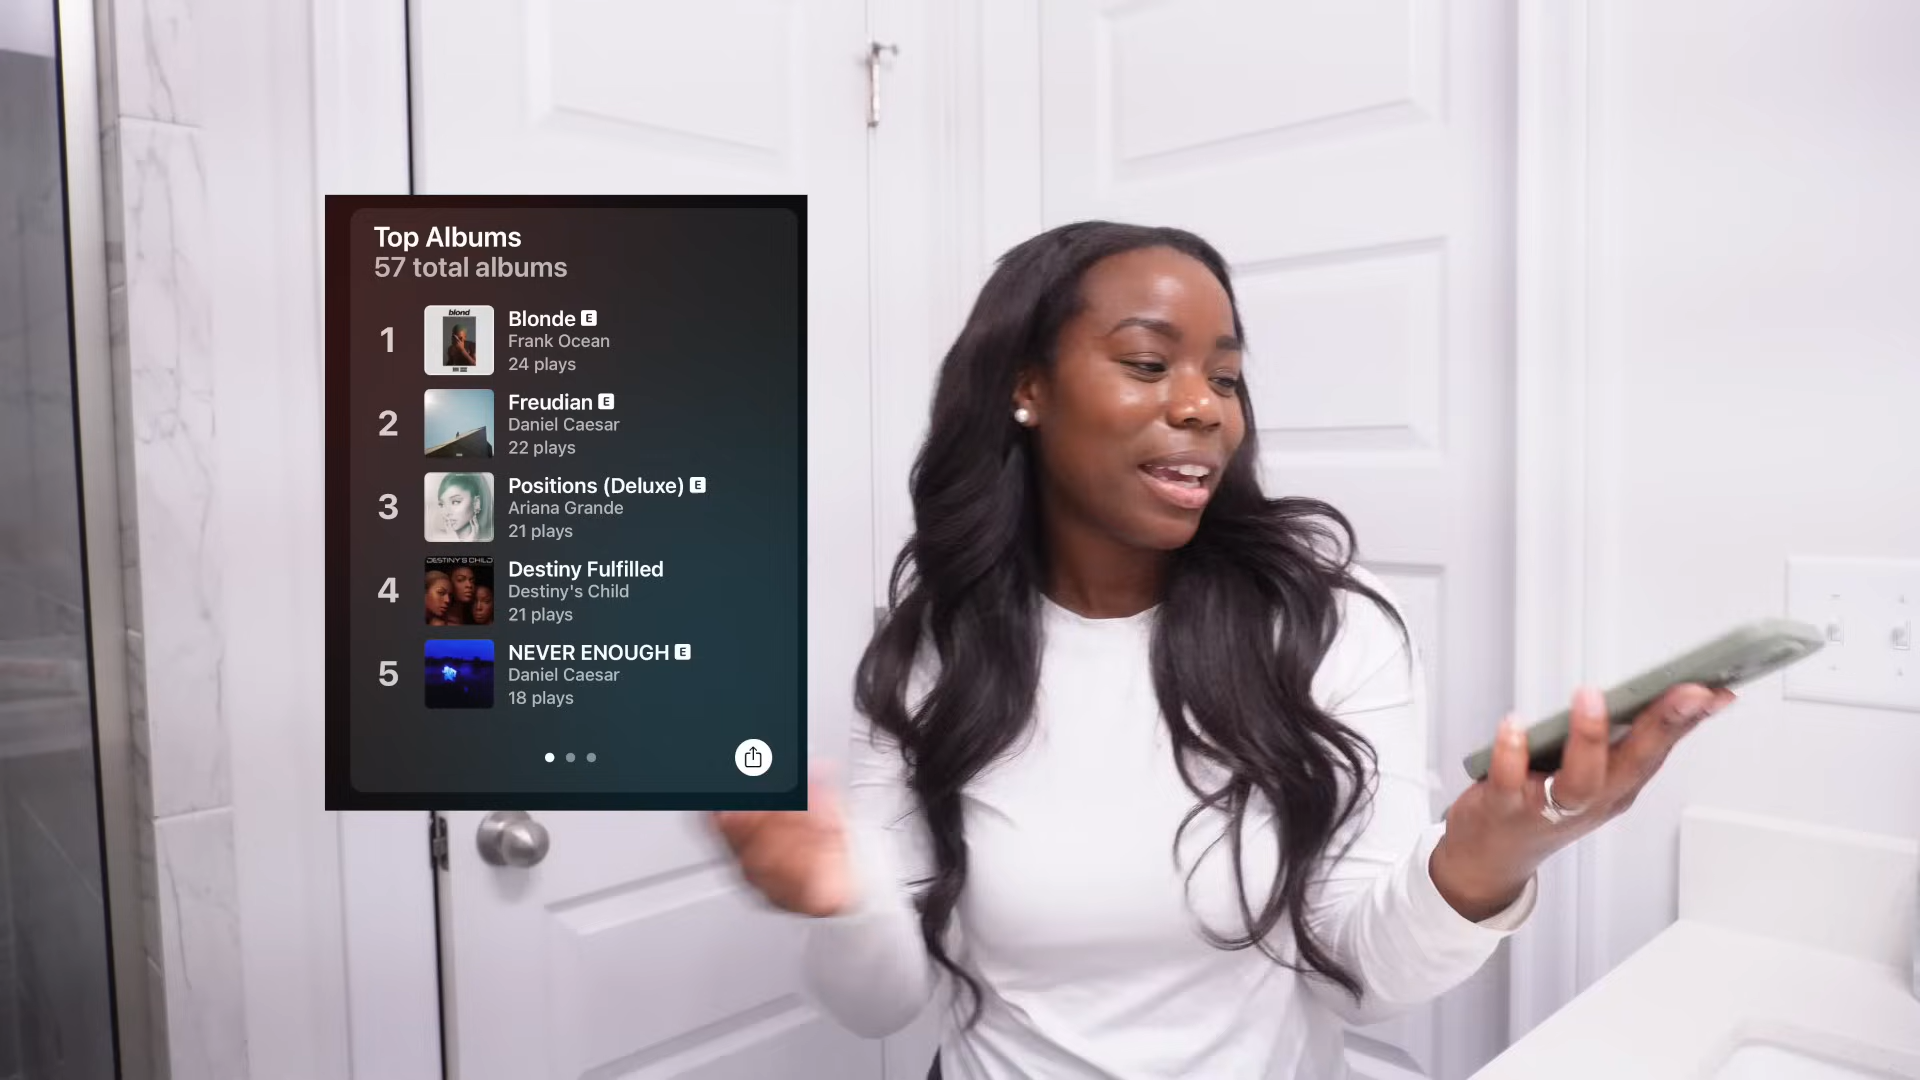 Top Albums
57 total albums
1
blond
Blonde E
Frank Ocean
24 plays
2
Freudian E
Daniel Caesar
22 plays
3
Positions (Deluxe) E
Ariana Grande
21 plays
4
DESTINY'S CHILD
Destiny Fulfilled
Destiny's Child
21 plays
5
NEVER ENOUGH E
Daniel Caesar
18 plays